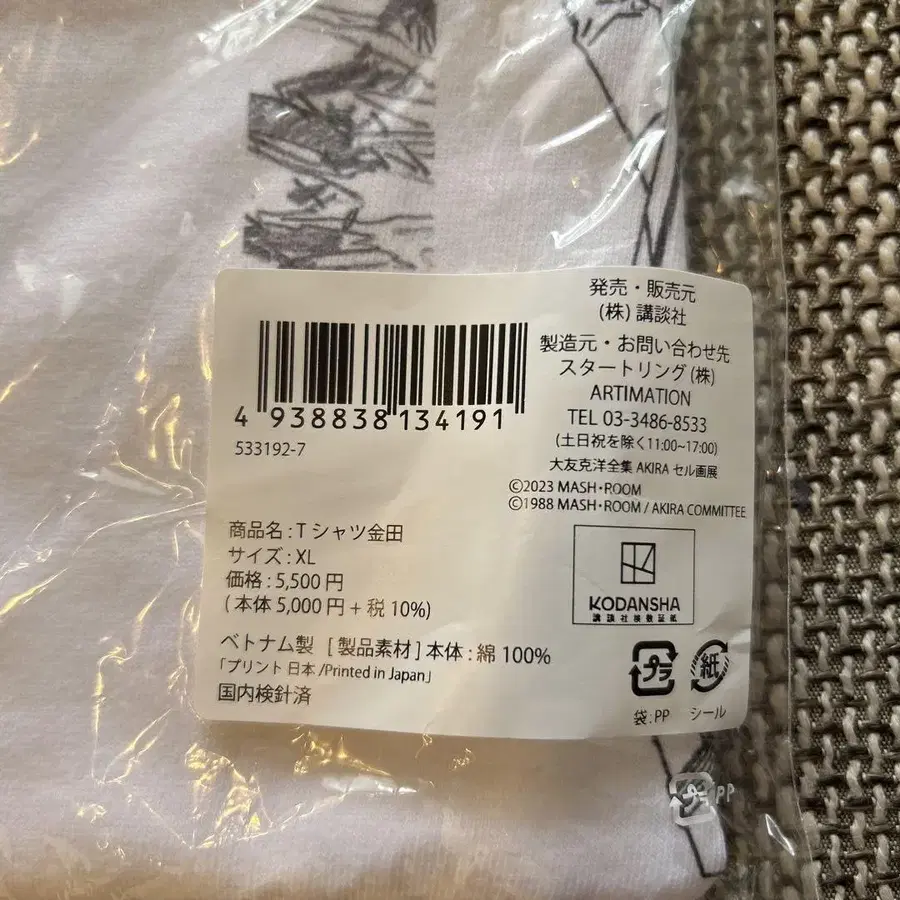 発売・販売元
(株) 講談社
製造元・お問い合わせ先
スタートリング (株)
ARTIMATION
TEL 03-3486-8533
(土日祝を除く11:00~17:00)
大友克洋全集 AKIRA セル画展
©2023 MASH・ROOM
©1988 MASH・ROOM / AKIRA COMMITTEE
4 938838 134191
533192-7
商品名 : T シャツ金田
サイズ : XL
価格 : 5,500 円
( 本体 5,000 円 + 税 10%)
ベトナム製 [ 製品素材 ] 本体 : 綿 100%
「プリント 日本 /Printed in Japan」
国内検針済
KODANSHA
講談社検数証紙
プラ
紙
袋 : PP
シール
プラ PP